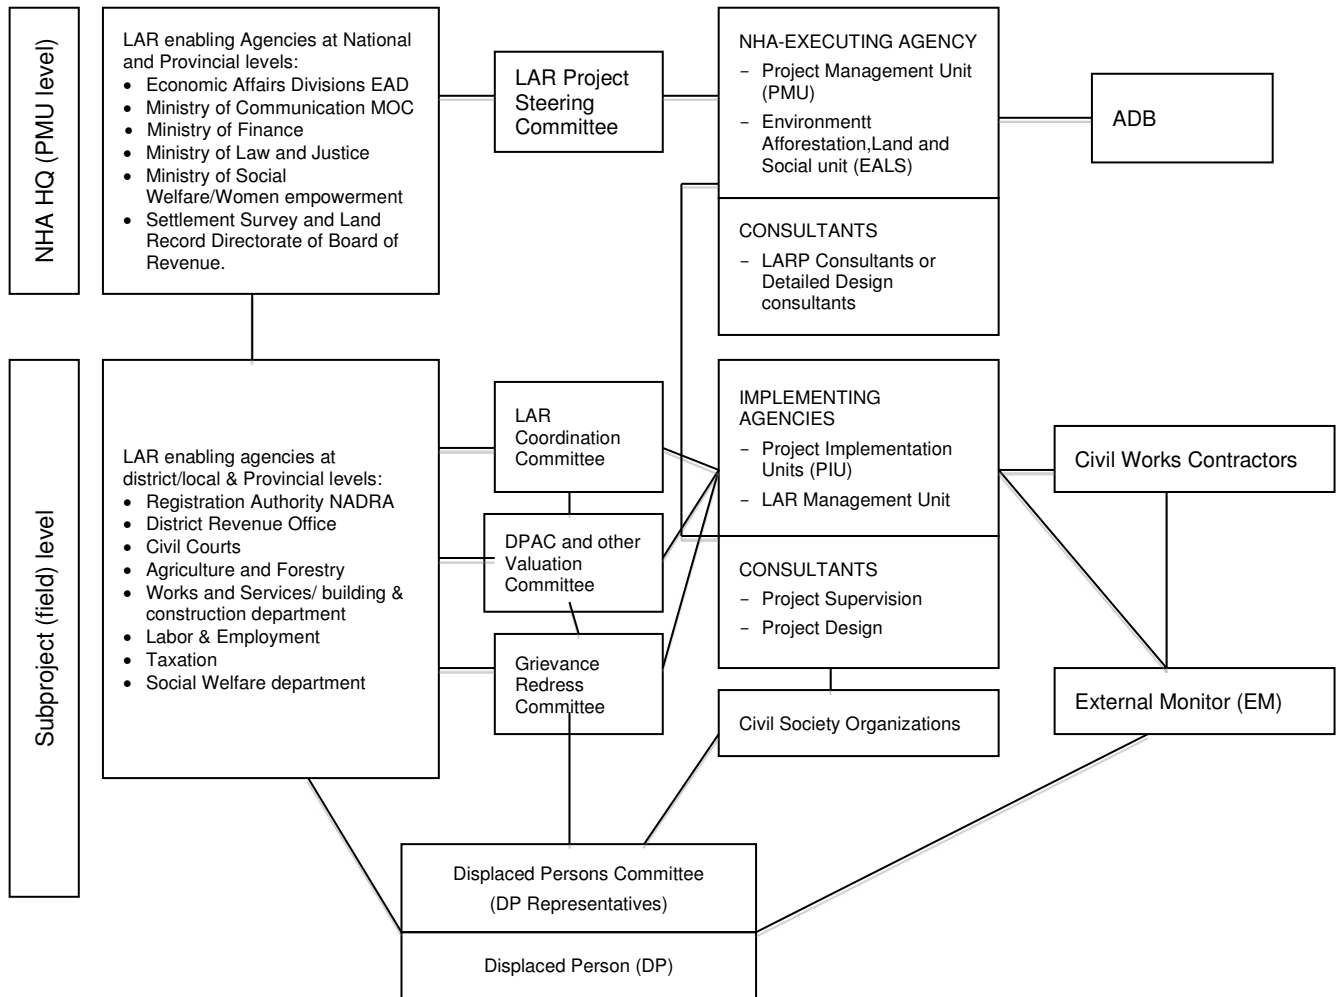 NHA HQ (PMU level)
LAR enabling Agencies at National
and Provincial levels:
• Economic Affairs Divisions EAD
• Ministry of Communication MOC
• Ministry of Finance
• Ministry of Law and Justice
• Ministry of Social
Welfare/Women empowerment
• Settlement Survey and Land
Record Directorate of Board of
Revenue.
LAR Project
Steering
Committee
NHA-EXECUTING AGENCY
− Project Management Unit
(PMU)
− Environmentt
Afforestation,Land and
Social unit (EALS)
CONSULTANTS
− LARP Consultants or
Detailed Design
consultants
ADB
Subproject (field) level
LAR enabling agencies at
district/local & Provincial levels:
• Registration Authority NADRA
• District Revenue Office
• Civil Courts
• Agriculture and Forestry
• Works and Services/ building &
construction department
• Labor & Employment
• Taxation
• Social Welfare department
LAR
Coordination
Committee
DPAC and other
Valuation
Committee
Grievance
Redress
Committee
IMPLEMENTING
AGENCIES
− Project Implementation
Units (PIU)
− LAR Management Unit
CONSULTANTS
− Project Supervision
− Project Design
Civil Society Organizations
Civil Works Contractors
External Monitor (EM)
Displaced Persons Committee
(DP Representatives)
Displaced Person (DP)